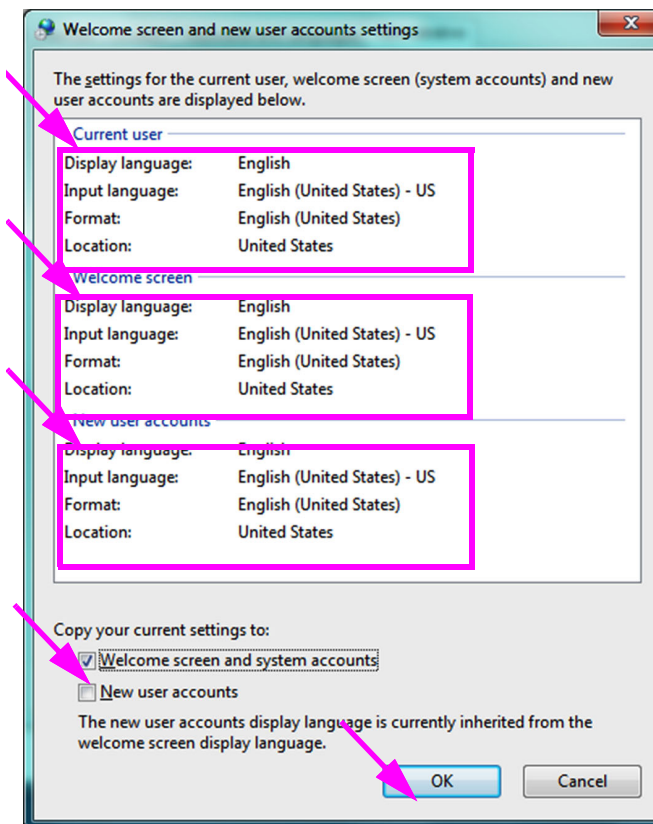 Welcome screen and new user accounts settings
The settings for the current user, welcome screen (system accounts) and new
user accounts are displayed below.
Current user
Display language: English
Input language: English (United States) - US
Format: English (United States)
Location: United States
Welcome screen
Display language: English
Input language: English (United States) - US
Format: English (United States)
Location: United States
New user accounts
Display language: English
Input language: English (United States) - US
Format: English (United States)
Location: United States
Copy your current settings to:
Welcome screen and system accounts
New user accounts
The new user accounts display language is currently inherited from the
welcome screen display language.
OK Cancel